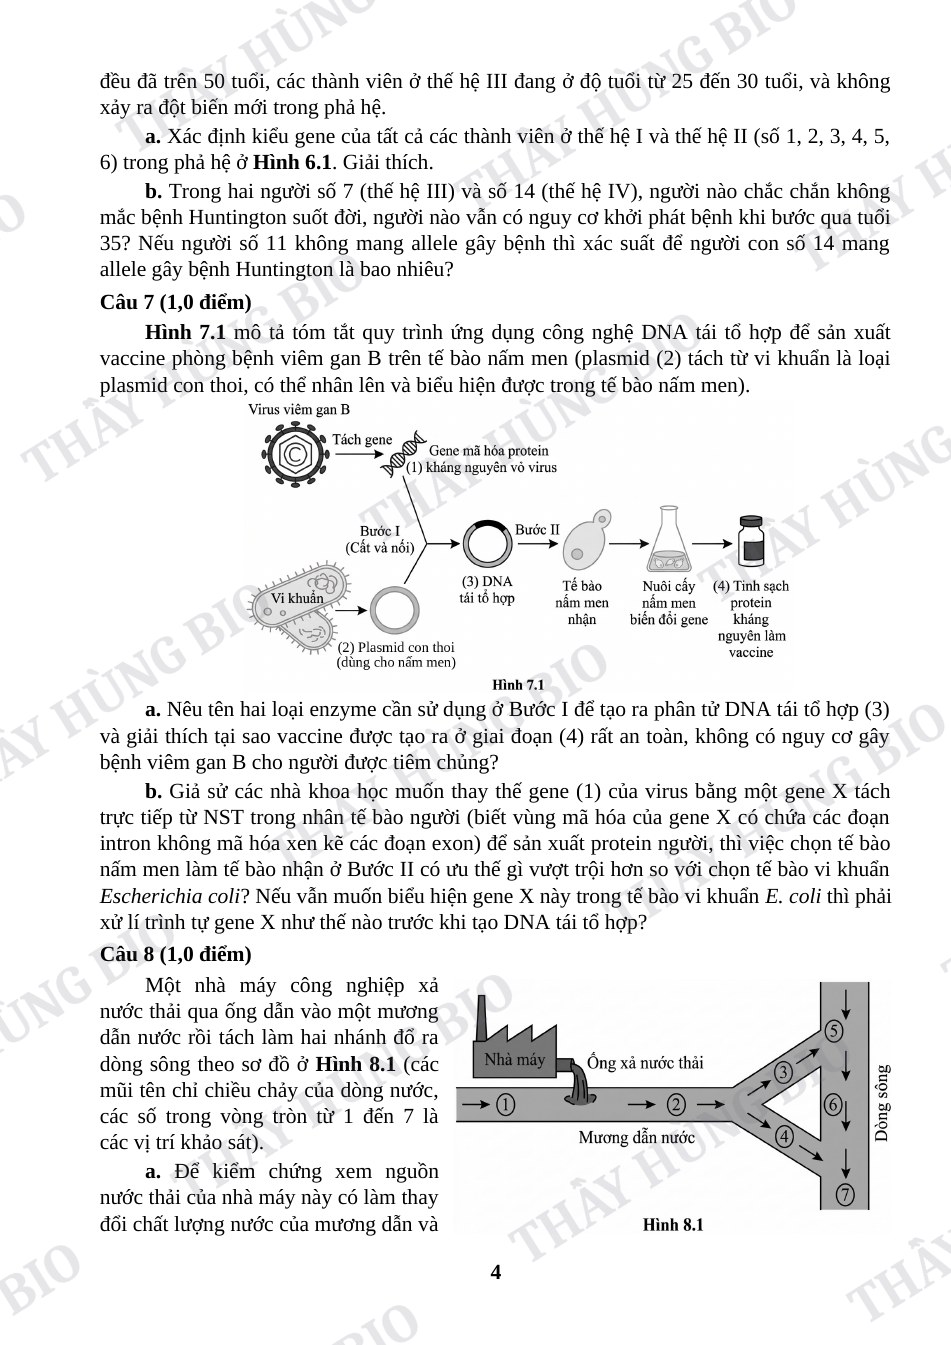 đều đã trên 50 tuổi, các thành viên ở thế hệ III đang ở độ tuổi từ 25 đến 30 tuổi, và không
xảy ra đột biến mới trong phả hệ.
a. Xác định kiểu gene của tất cả các thành viên ở thế hệ I và thế hệ II (số 1, 2, 3, 4, 5,
6) trong phả hệ ở Hình 6.1. Giải thích.
b. Trong hai người số 7 (thế hệ III) và số 14 (thế hệ IV), người nào chắc chắn không
mắc bệnh Huntington suốt đời, người nào vẫn có nguy cơ khởi phát bệnh khi bước qua tuổi
35? Nếu người số 11 không mang allele gây bệnh thì xác suất để người con số 14 mang
allele gây bệnh Huntington là bao nhiêu?
Câu 7 (1,0 điểm)
Hình 7.1 mô tả tóm tắt quy trình ứng dụng công nghệ DNA tái tổ hợp để sản xuất
vaccine phòng bệnh viêm gan B trên tế bào nấm men (plasmid (2) tách từ vi khuẩn là loại
plasmid con thoi, có thể nhân lên và biểu hiện được trong tế bào nấm men).
Virus viêm gan B
Tách gene
Gene mã hóa protein
(1) kháng nguyên vỏ virus
C
Bước I
(Cắt và nối)
Bước II
Vi khuẩn
(2) Plasmid con thoi
(dùng cho nấm men)
(3) DNA
tái tổ hợp
Tế bào
nấm men
nhận
Nuôi cấy
nấm men
biến đổi gene
(4) Tinh sạch
protein
kháng
nguyên làm
vaccine
Hình 7.1
a. Nêu tên hai loại enzyme cần sử dụng ở Bước I để tạo ra phân tử DNA tái tổ hợp (3)
và giải thích tại sao vaccine được tạo ra ở giai đoạn (4) rất an toàn, không có nguy cơ gây
bệnh viêm gan B cho người được tiêm chủng?
b. Giả sử các nhà khoa học muốn thay thế gene (1) của virus bằng một gene X tách
trực tiếp từ NST trong nhân tế bào người (biết vùng mã hóa của gene X có chứa các đoạn
intron không mã hóa xen kẽ các đoạn exon) để sản xuất protein người, thì việc chọn tế bào
nấm men làm tế bào nhận ở Bước II có ưu thế gì vượt trội hơn so với chọn tế bào vi khuẩn
Escherichia coli? Nếu vẫn muốn biểu hiện gene X này trong tế bào vi khuẩn E. coli thì phải
xử lí trình tự gene X như thế nào trước khi tạo DNA tái tổ hợp?
Câu 8 (1,0 điểm)
Một nhà máy công nghiệp xả
nước thải qua ống dẫn vào một mương
dẫn nước rồi tách làm hai nhánh đổ ra
dòng sông theo sơ đồ ở Hình 8.1 (các
mũi tên chỉ chiều chảy của dòng nước,
các số trong vòng tròn từ 1 đến 7 là
các vị trí khảo sát).
a. Để kiểm chứng xem nguồn
nước thải của nhà máy này có làm thay
đổi chất lượng nước của mương dẫn và
Nhà máy
Ống xả nước thải
1
2
3
4
5
6
7
Mương dẫn nước
Dòng sông
Hình 8.1
4
THẦY HÙNG BIO